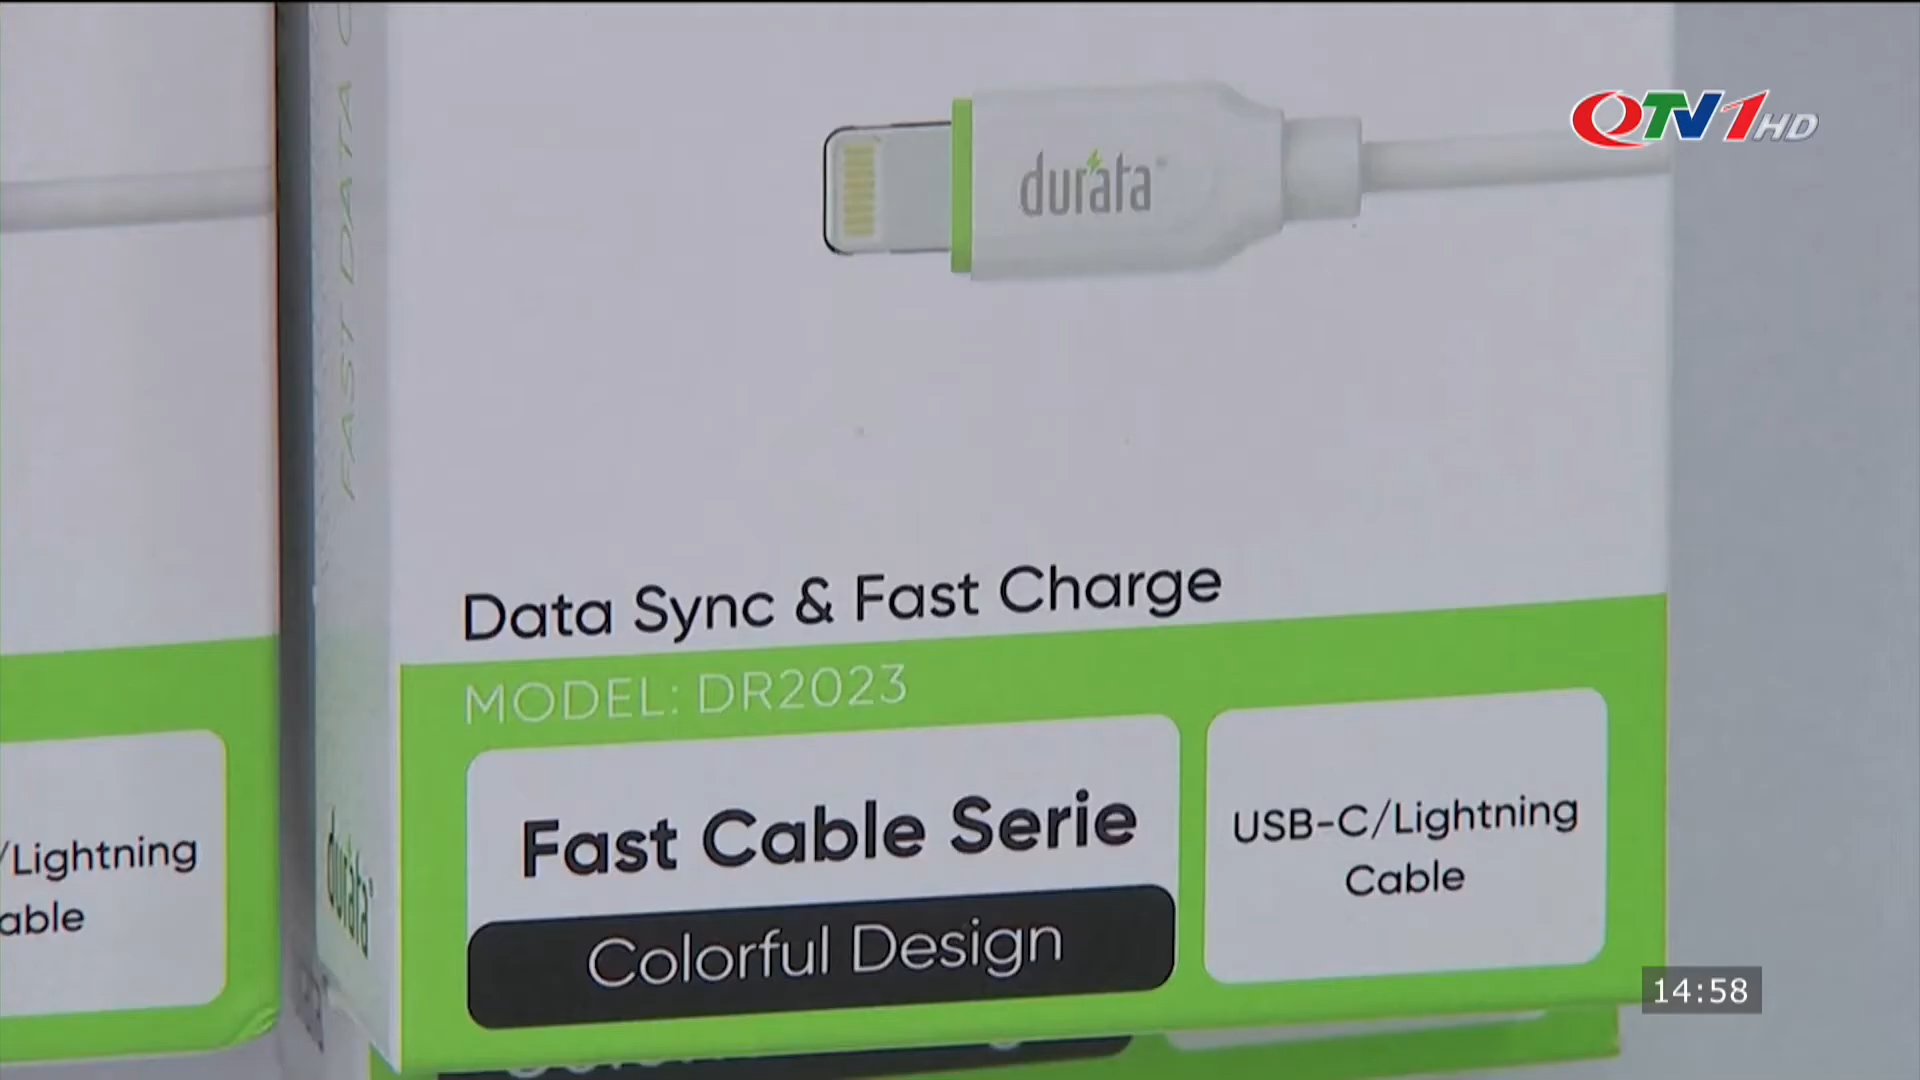 QTV1HD
FAST DATA
durata
Data Sync & Fast Charge
MODEL: DR2023
Fast Cable Serie
Colorful Design
USB-C/Lightning
Cable
/Lightning
able
durata
14:58